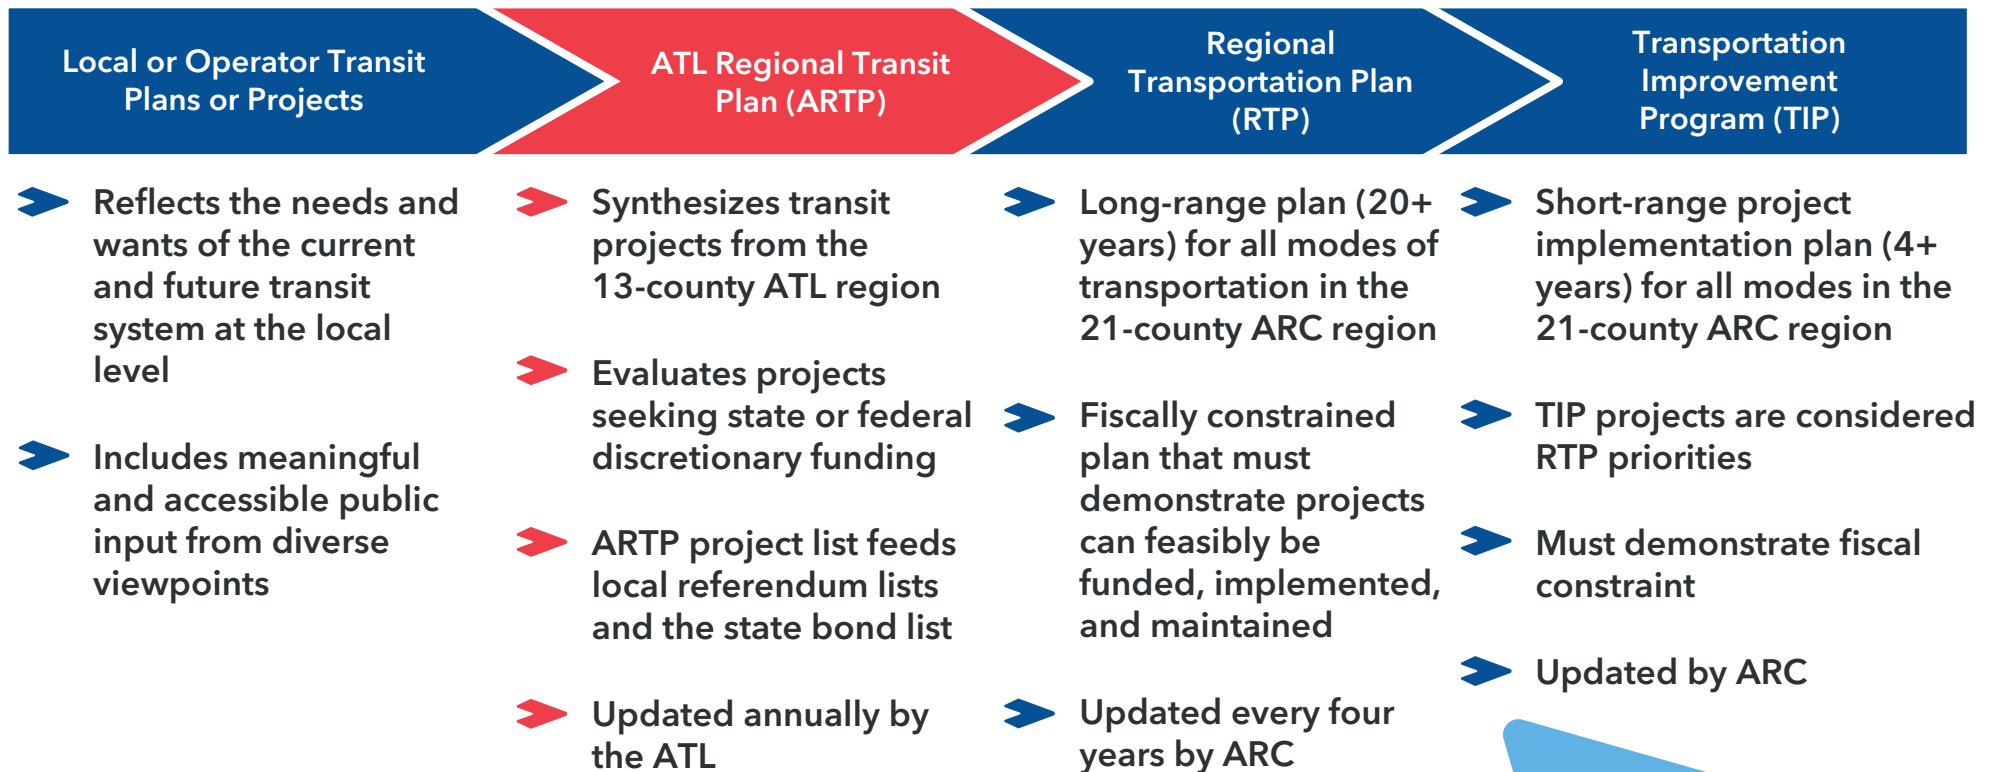 Local or Operator Transit
Plans or Projects
ATL Regional Transit
Plan (ARTP)
Regional
Transportation Plan
(RTP)
Transportation
Improvement
Program (TIP)
Reflects the needs and
wants of the current
and future transit
system at the local
level
Includes meaningful
and accessible public
input from diverse
viewpoints
Synthesizes transit
projects from the
13-county ATL region
Evaluates projects
seeking state or federal
discretionary funding
ARTP project list feeds
local referendum lists
and the state bond list
Updated annually by
the ATL
Long-range plan (20+
years) for all modes of
transportation in the
21-county ARC region
Fiscally constrained
plan that must
demonstrate projects
can feasibly be
funded, implemented,
and maintained
Updated every four
years by ARC
Short-range project
implementation plan (4+
years) for all modes in the
21-county ARC region
TIP projects are considered
RTP priorities
Must demonstrate fiscal
constraint
Updated by ARC